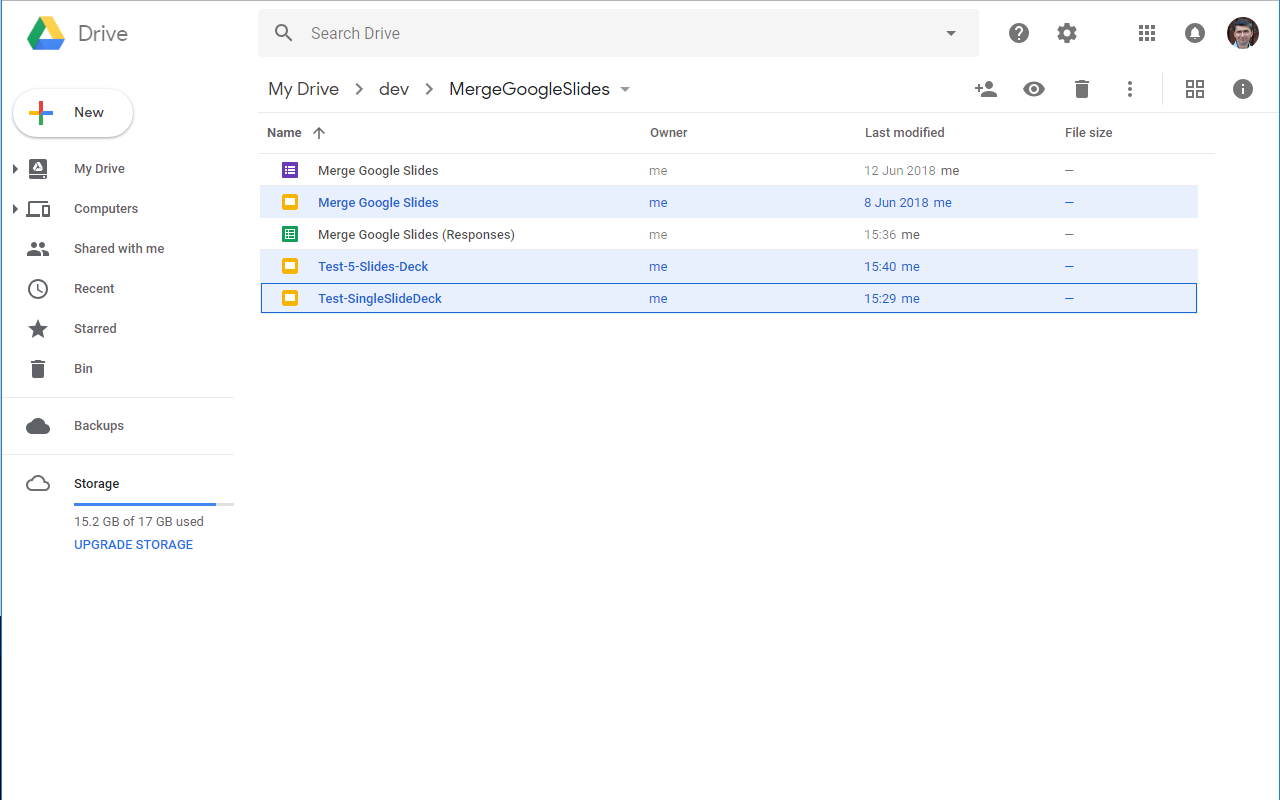 Drive
Search Drive
My Drive dev MergeGoogleSlides
New
Name Owner Last modified File size
My Drive
Computers
Shared with me
Recent
Starred
Bin
Backups
Storage
15.2 GB of 17 GB used
UPGRADE STORAGE
Merge Google Slides me 12 Jun 2018 me –
Merge Google Slides me 8 Jun 2018 me –
Merge Google Slides (Responses) me 15:36 me –
Test-5-Slides-Deck me 15:40 me –
Test-SingleSlideDeck me 15:29 me –